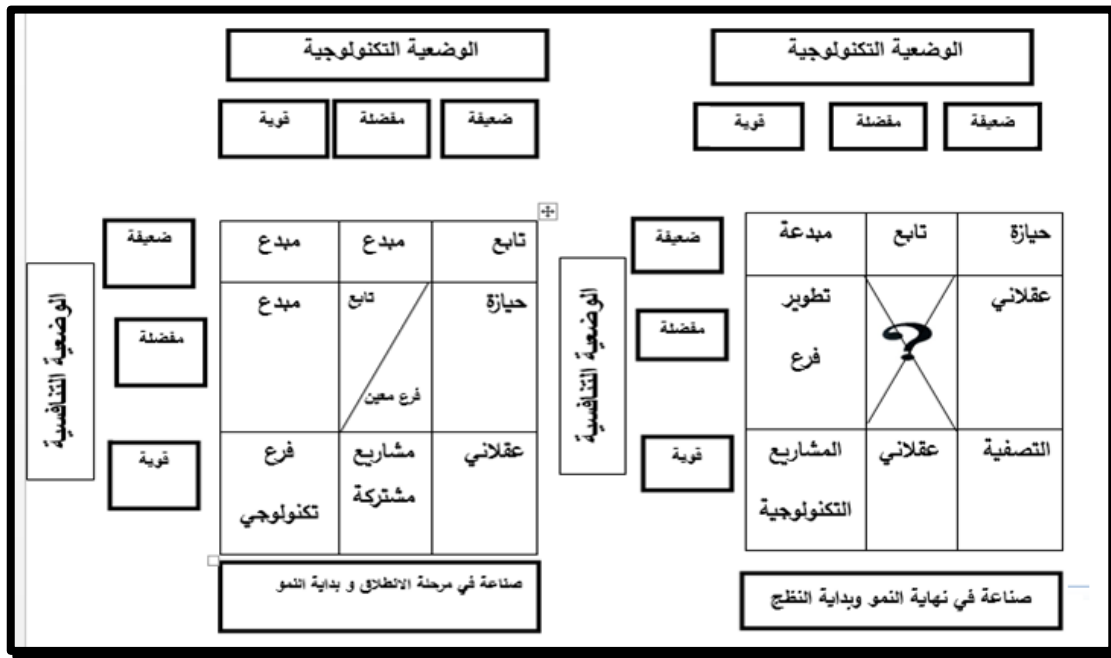 الوضعية التكنولوجية
ضعيفة
مفضلة
قوية
حيازة
تابع
مبدعة
ضعيفة
عقلاني
?
تطوير
فرع
مفضلة
الوضعية التنافسية
التصفية
عقلاني
المشاريع
التكنولوجية
قوية
صناعة في نهاية النمو وبداية النظج
الوضعية التكنولوجية
ضعيفة
مفضلة
قوية
تابع
مبدع
مبدع
ضعيفة
حيازة
تابع
فرع معين
مبدع
مفضلة
الوضعية التنافسية
عقلاني
مشاريع
مشتركة
فرع
تكنولوجي
قوية
صناعة في مرحلة الانطلاق و بداية النمو